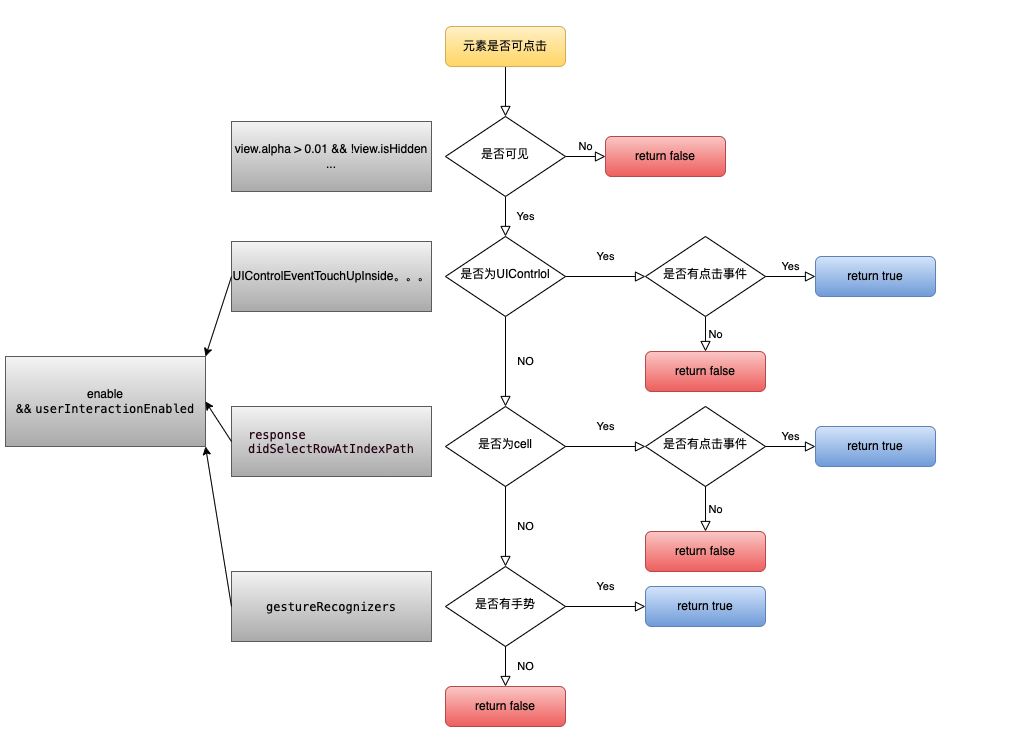 元素是否可点击
view.alpha > 0.01 && !view.isHidden
...
是否可见
No
return false
Yes
UIControlEventTouchUpInside。。。
是否为UIContrlol
Yes
是否有点击事件
Yes
return true
No
return false
NO
enable
&& userInteractionEnabled
response
didSelectRowAtIndexPath
是否为cell
Yes
是否有点击事件
Yes
return true
No
return false
NO
gestureRecognizers
是否有手势
Yes
return true
NO
return false